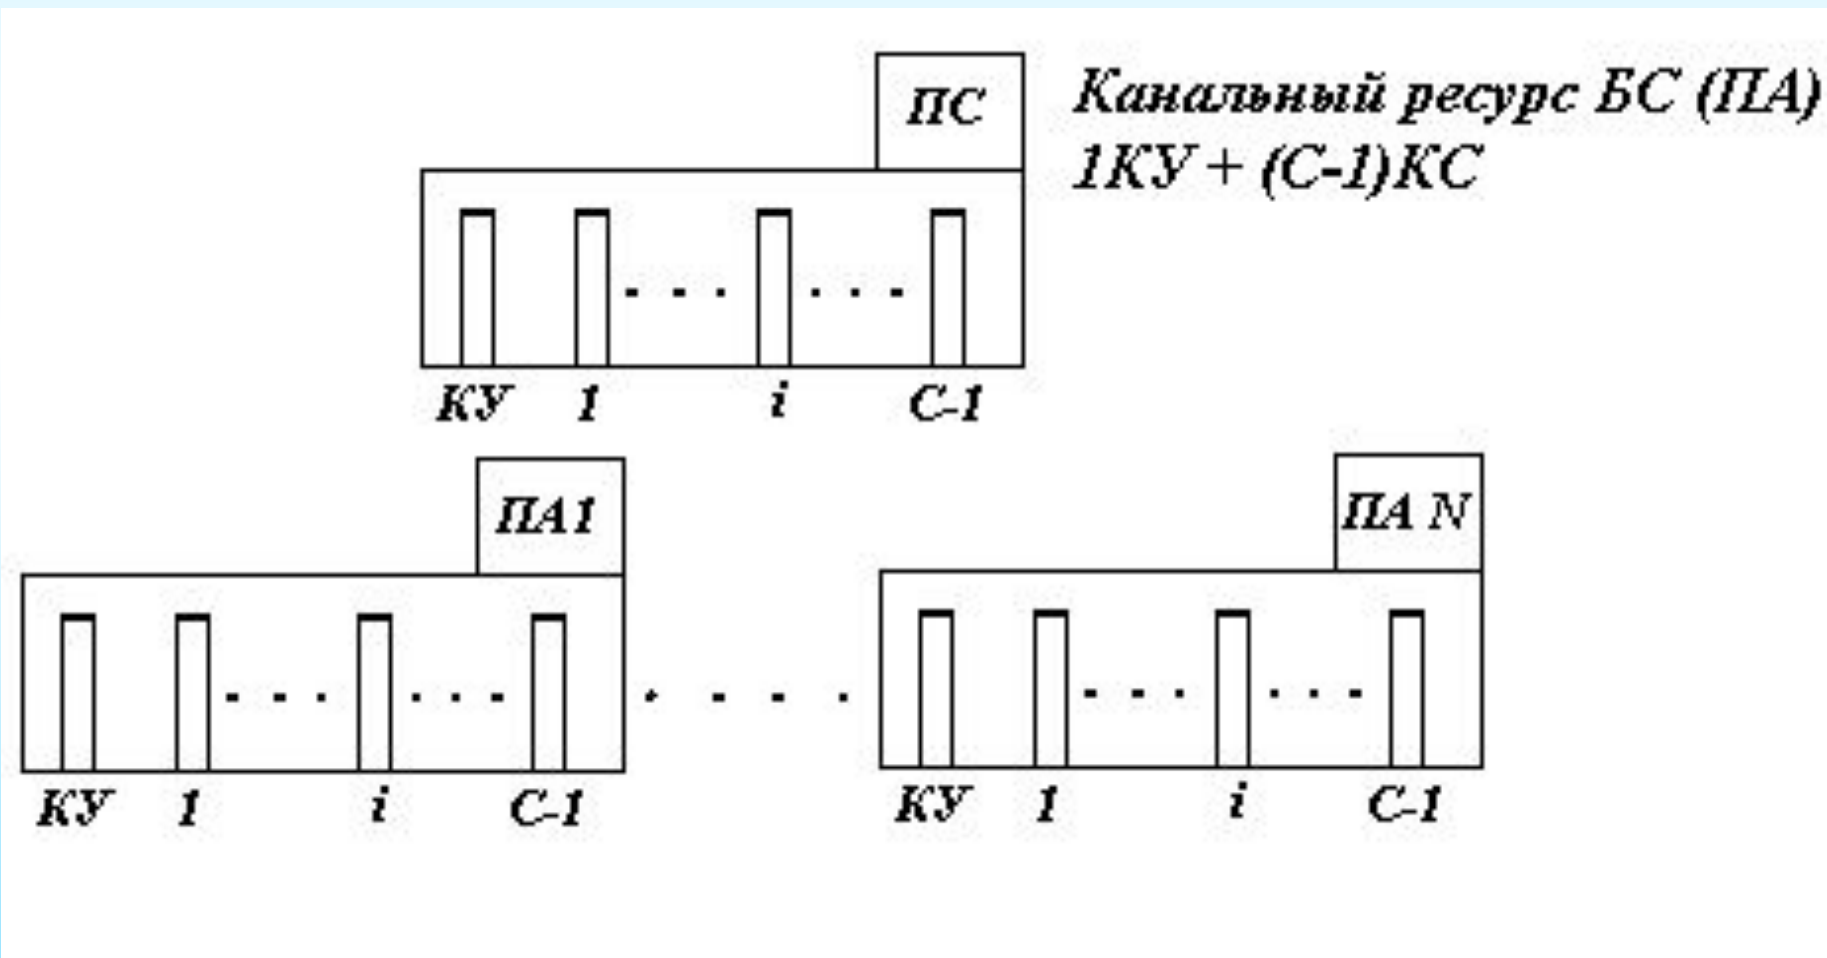 ПС
Канальный ресурс БС (ПА)
1КУ + (С-1)КС
КУ 1 i С-1
ПА1
ПА N
КУ 1 i С-1
КУ 1 i С-1